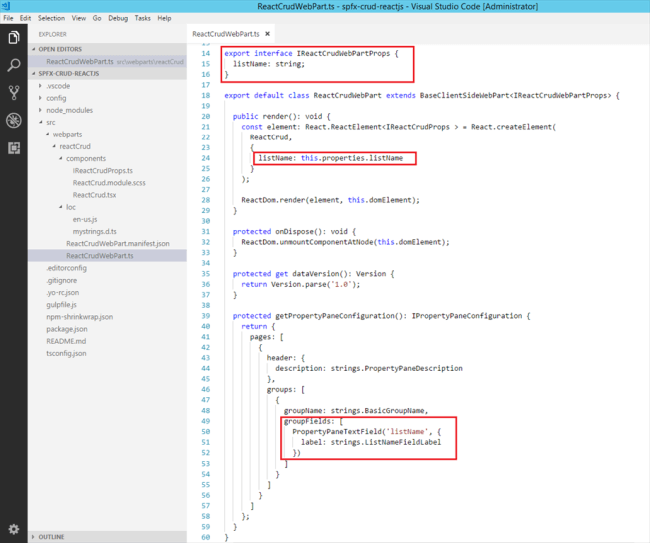 ReactCrudWebPart.ts - spfx-crud-reactjs - Visual Studio Code [Administrator]
File Edit Selection View Go Debug Tasks Help
EXPLORER
OPEN EDITORS
ReactCrudWebPart.ts src\webparts\reactCrud
SPFX-CRUD-REACTJS
.vscode
config
node_modules
src
webparts
reactCrud
components
IReactCrudProps.ts
ReactCrud.module.scss
ReactCrud.tsx
loc
en-us.js
mystrings.d.ts
ReactCrudWebPart.manifest.json
ReactCrudWebPart.ts
.editorconfig
.gitignore
.yo-rc.json
gulpfile.js
npm-shrinkwrap.json
package.json
README.md
tsconfig.json
OUTLINE
ReactCrudWebPart.ts ×
13
14 export interface IReactCrudWebPartProps {
15 listName: string;
16 }
17
18 export default class ReactCrudWebPart extends BaseClientSideWebPart<IReactCrudWebPartProps> {
19
20 public render(): void {
21 const element: React.ReactElement<IReactCrudProps > = React.createElement(
22 ReactCrud,
23 {
24 listName: this.properties.listName
25 }
26 );
27
28 ReactDom.render(element, this.domElement);
29 }
30
31 protected onDispose(): void {
32 ReactDom.unmountComponentAtNode(this.domElement);
33 }
34
35 protected get dataVersion(): Version {
36 return Version.parse('1.0');
37 }
38
39 protected getPropertyPaneConfiguration(): IPropertyPaneConfiguration {
40 return {
41 pages: [
42 {
43 header: {
44 description: strings.PropertyPaneDescription
45 },
46 groups: [
47 {
48 groupName: strings.BasicGroupName,
49 groupFields: [
50 PropertyPaneTextField('listName', {
51 label: strings.ListNameFieldLabel
52 })
53 ]
54 }
55 ]
56 }
57 ]
58 };
59 }
60 }